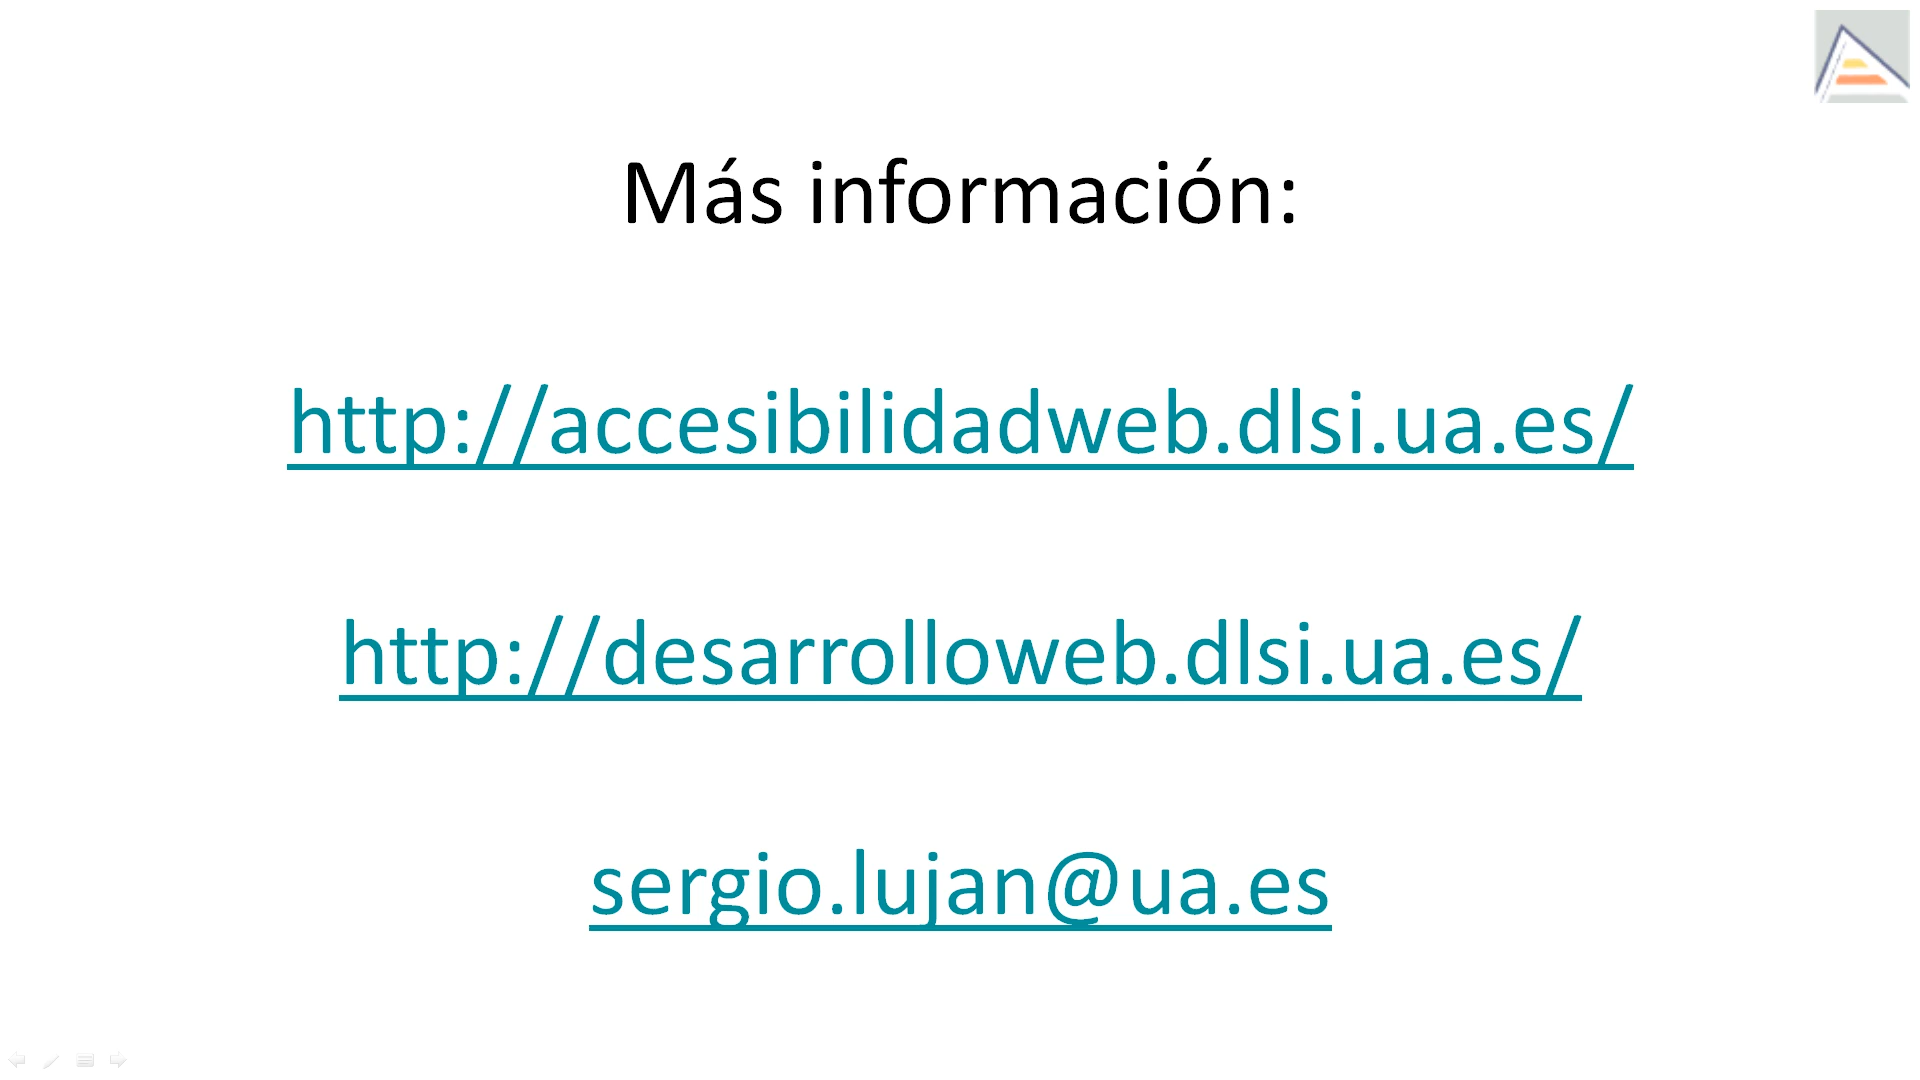 Más información:
http://accesibilidadweb.dlsi.ua.es/
http://desarrolloweb.dlsi.ua.es/
sergio.lujan@ua.es